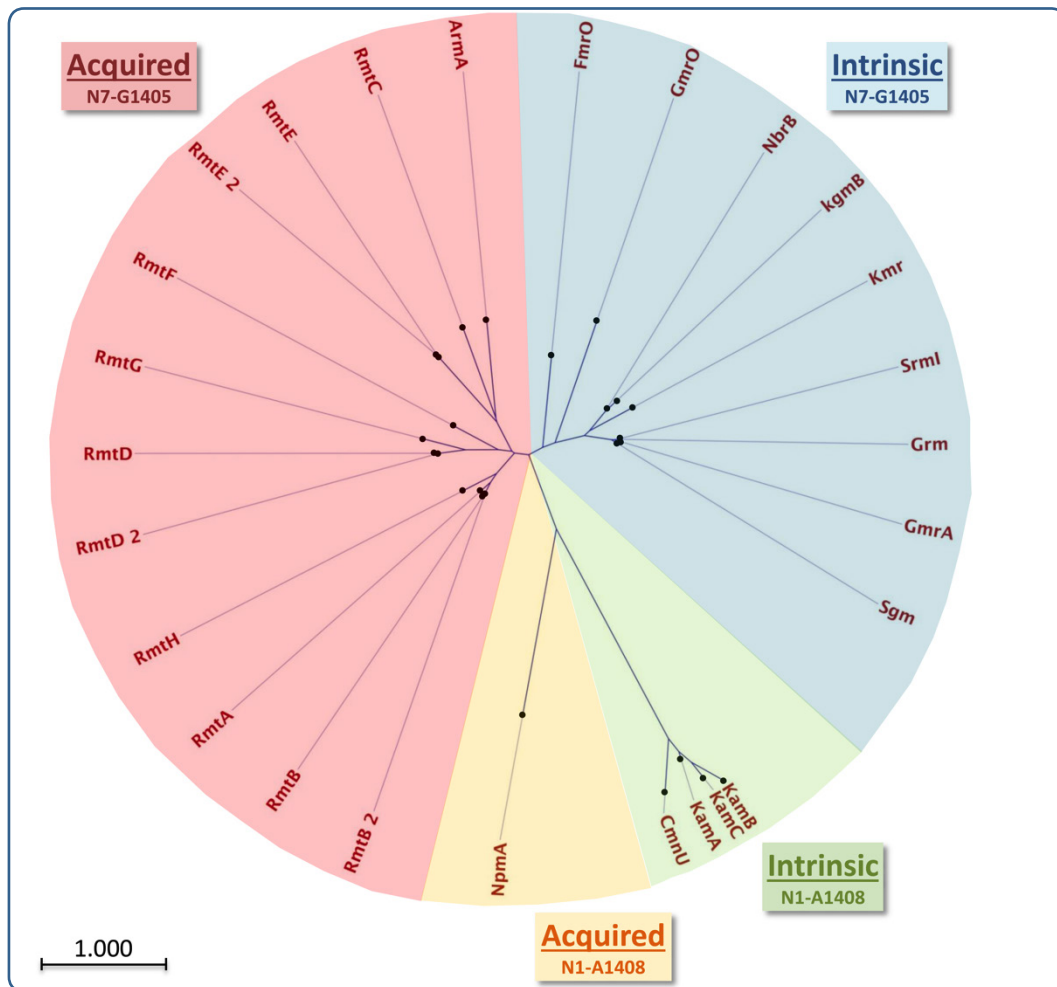 Acquired
N7-G1405
Intrinsic
N7-G1405
ArmA
RmtC
RmtE
RmtE 2
RmtF
RmtG
RmtD
RmtD 2
RmtH
RmtA
RmtB
RmtB 2
FmrO
GmrO
NbrB
kgmB
Kmr
SrmI
Grm
GmrA
Sgm
KamB
KamC
KamA
CmnU
NpmA
Intrinsic
N1-A1408
Acquired
N1-A1408
1.000